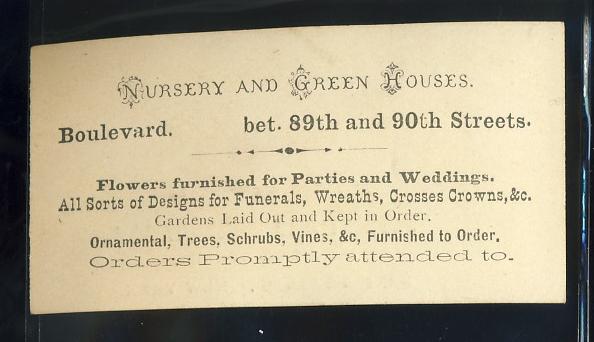 NURSERY AND GREEN HOUSES.
Boulevard. bet. 89th and 90th Streets.
Flowers furnished for Parties and Weddings.
All Sorts of Designs for Funerals, Wreaths, Crosses Crowns,&c.
Gardens Laid Out and Kept in Order.
Ornamental, Trees, Schrubs, Vines, &c, Furnished to Order,
Orders Promptly attended to.